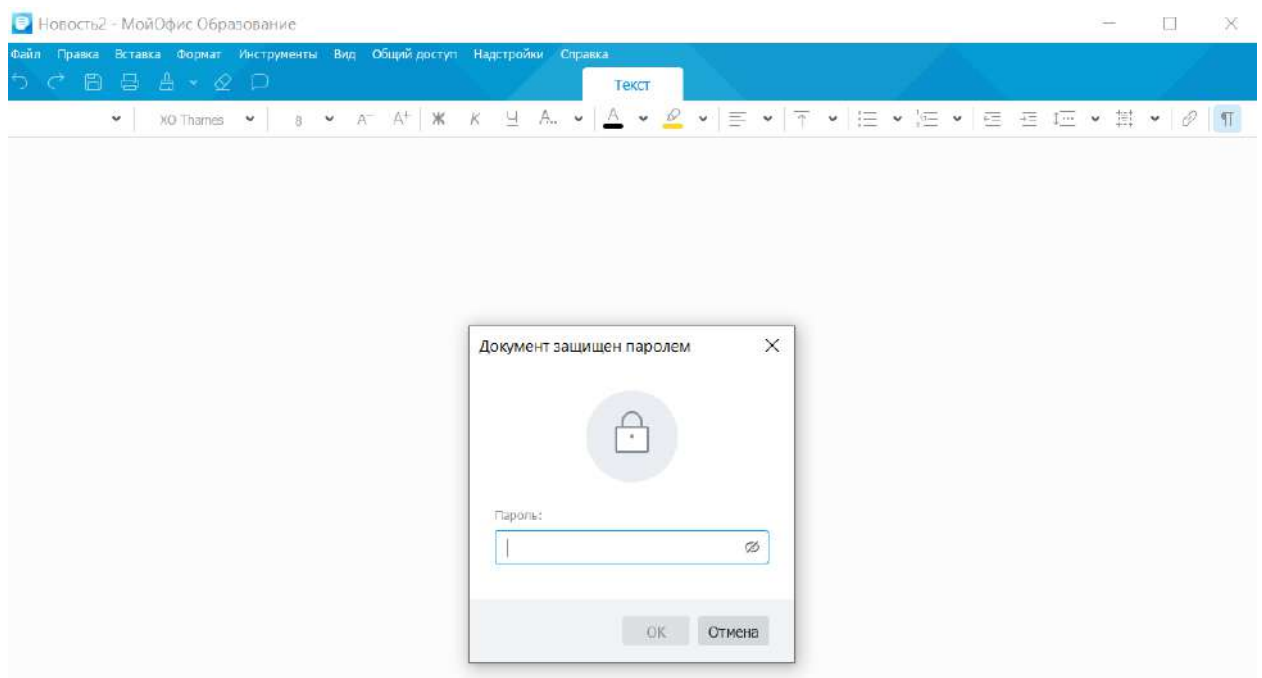 Новость2 - МойОфис Образование
Файл Правка Вставка Формат Инструменты Вид Общий доступ Надстройки Справка
Текст
XO Thames 8 A− A+ Ж К Ч А.. А
Документ защищен паролем
Пароль:
ОК Отмена